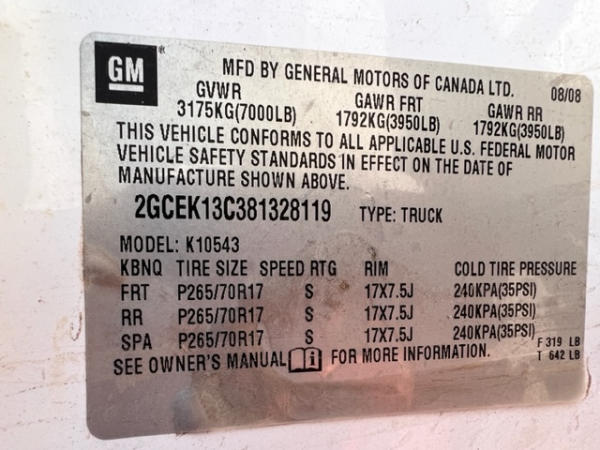 GM
MFD BY GENERAL MOTORS OF CANADA LTD. 08/08
GVWR GAWR FRT GAWR RR
3175KG(7000LB) 1792KG(3950LB) 1792KG(3950LB)
THIS VEHICLE CONFORMS TO ALL APPLICABLE U.S. FEDERAL MOTOR
VEHICLE SAFETY STANDARDS IN EFFECT ON THE DATE OF
MANUFACTURE SHOWN ABOVE.
2GCEK13C381328119 TYPE: TRUCK
MODEL: K10543
KBNQ TIRE SIZE SPEED RTG RIM COLD TIRE PRESSURE
FRT P265/70R17 S 17X7.5J 240KPA(35PSI)
RR P265/70R17 S 17X7.5J 240KPA(35PSI)
SPA P265/70R17 S 17X7.5J 240KPA(35PSI)
F 319 LB
SEE OWNER'S MANUAL FOR MORE INFORMATION. T 642 LB